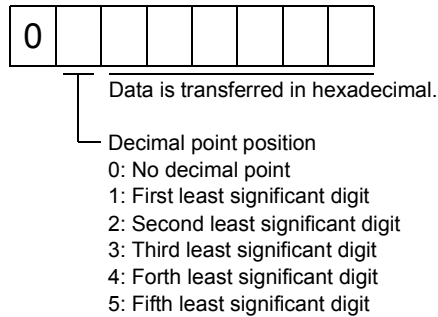 0
Data is transferred in hexadecimal.
Decimal point position
0: No decimal point
1: First least significant digit
2: Second least significant digit
3: Third least significant digit
4: Forth least significant digit
5: Fifth least significant digit